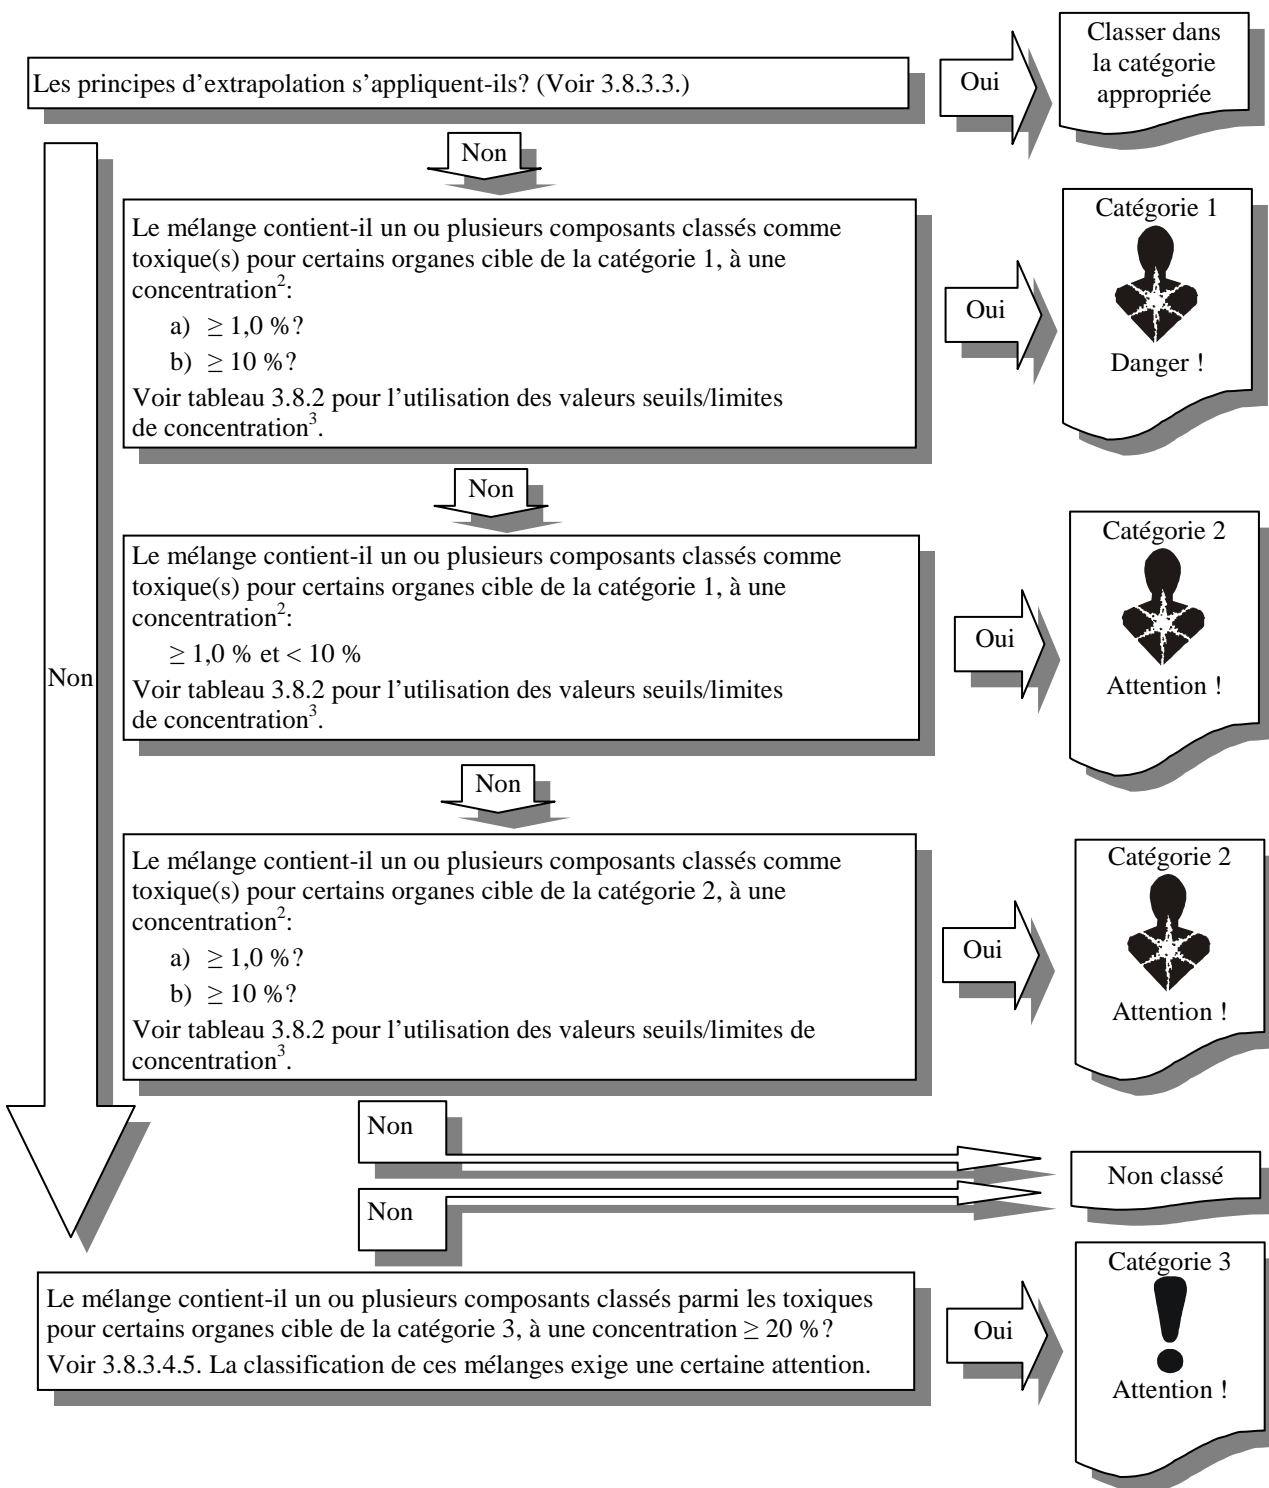 Les principes d’extrapolation s’appliquent-ils? (Voir 3.8.3.3.)
Oui
Classer dans
la catégorie
appropriée
Non
Le mélange contient-il un ou plusieurs composants classés comme
toxique(s) pour certains organes cible de la catégorie 1, à une
concentration²:
a) ≥ 1,0 %?
b) ≥ 10 %?
Voir tableau 3.8.2 pour l’utilisation des valeurs seuils/limites
de concentration³.
Oui
Catégorie 1
Danger !
Non
Le mélange contient-il un ou plusieurs composants classés comme
toxique(s) pour certains organes cible de la catégorie 1, à une
concentration²:
≥ 1,0 % et < 10 %
Voir tableau 3.8.2 pour l’utilisation des valeurs seuils/limites
de concentration³.
Oui
Catégorie 2
Attention !
Non
Non
Le mélange contient-il un ou plusieurs composants classés comme
toxique(s) pour certains organes cible de la catégorie 2, à une
concentration²:
a) ≥ 1,0 %?
b) ≥ 10 %?
Voir tableau 3.8.2 pour l’utilisation des valeurs seuils/limites de
concentration³.
Oui
Catégorie 2
Attention !
Non
Non classé
Non
Le mélange contient-il un ou plusieurs composants classés parmi les toxiques
pour certains organes cible de la catégorie 3, à une concentration ≥ 20 %?
Voir 3.8.3.4.5. La classification de ces mélanges exige une certaine attention.
Oui
Catégorie 3
Attention !